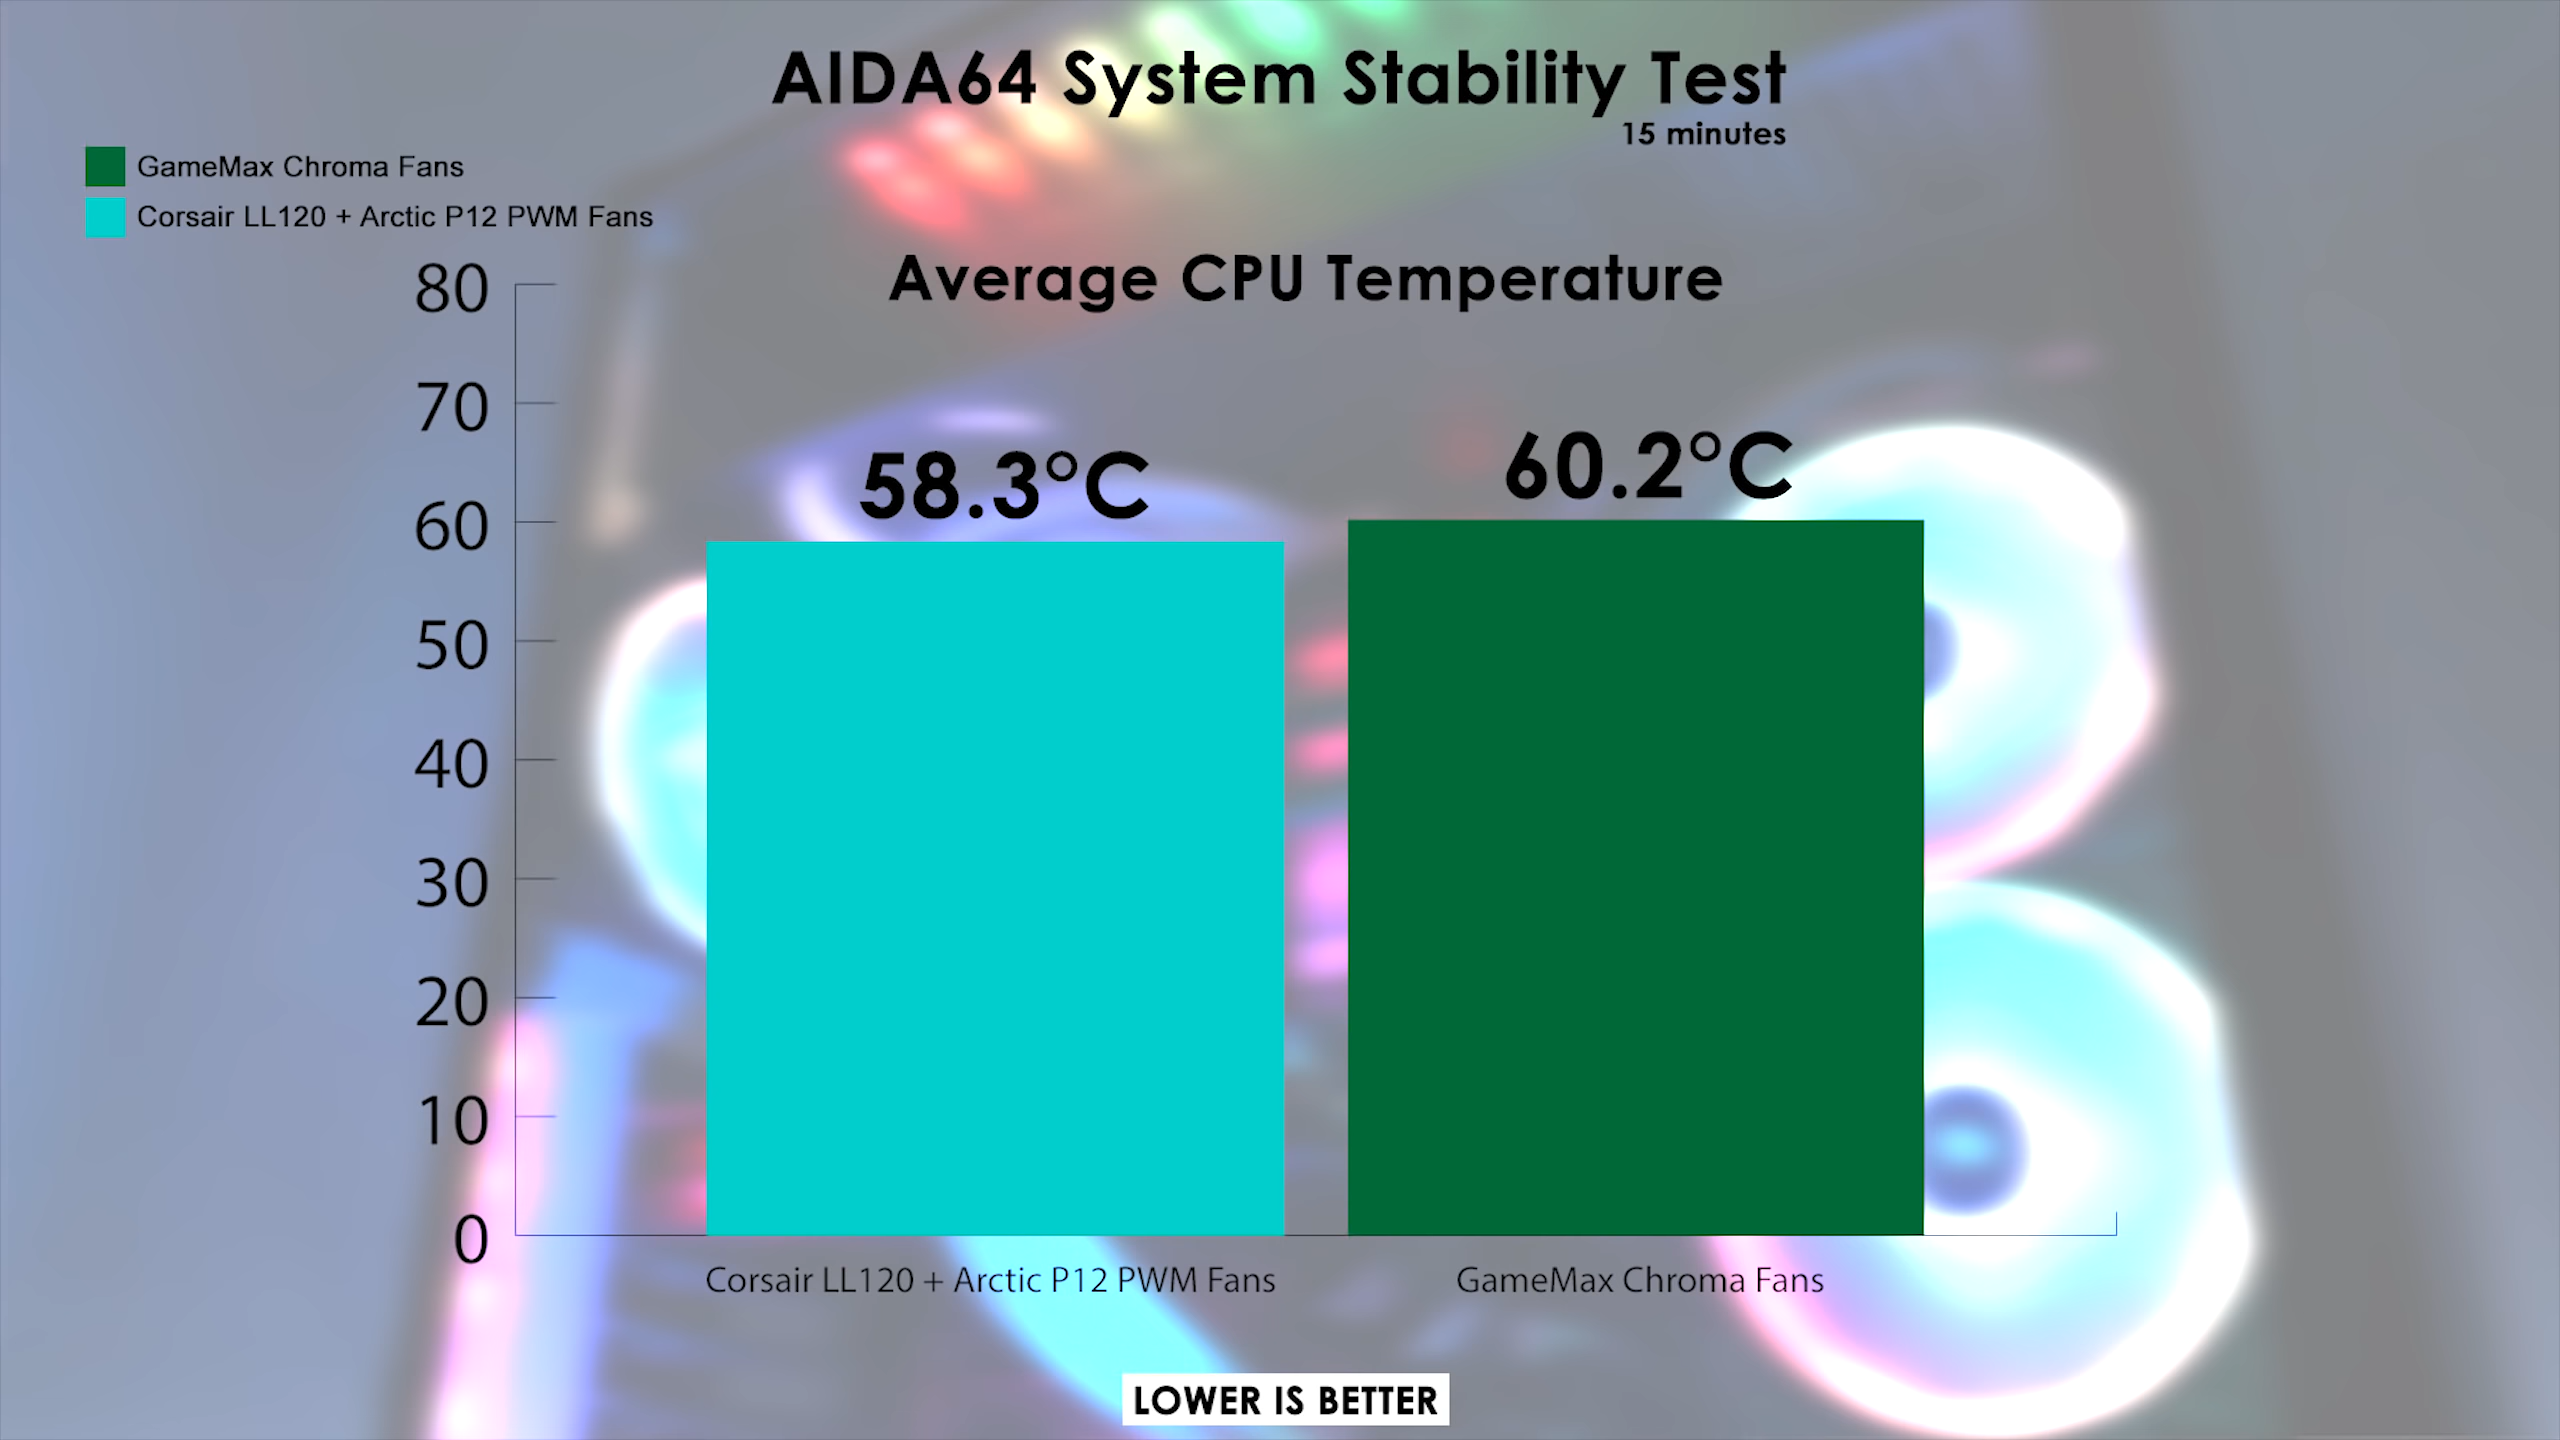 AIDA64 System Stability Test
15 minutes
GameMax Chroma Fans
Corsair LL120 + Arctic P12 PWM Fans
Average CPU Temperature
80
70
60
50
40
30
20
10
0
58.3°C
60.2°C
Corsair LL120 + Arctic P12 PWM Fans
GameMax Chroma Fans
LOWER IS BETTER